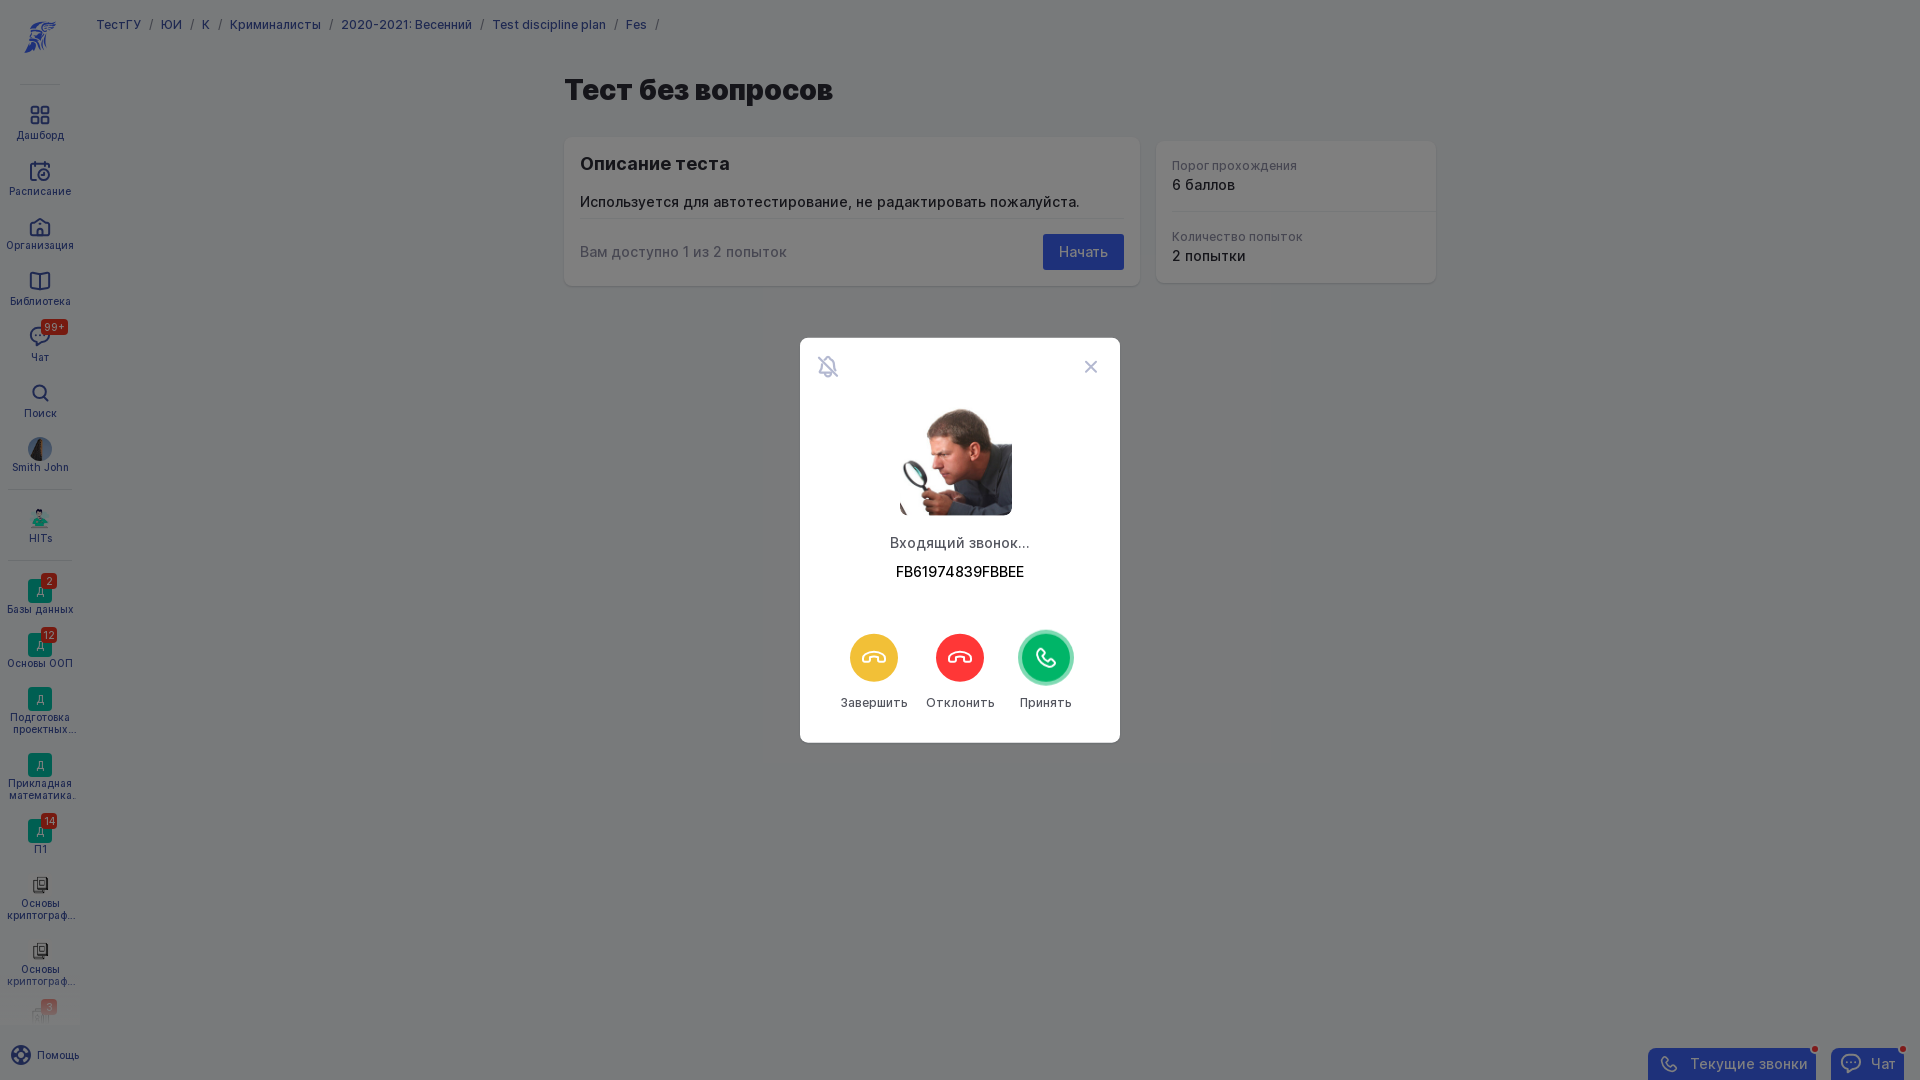 ТестГУ / ЮИ / К / Криминалисты / 2020-2021: Весенний / Test discipline plan / Fes /
Дашборд
Расписание
Организация
Библиотека
99+
Чат
Поиск
Smith John
HITs
2
Д
Базы данных
12
Д
Основы ООП
Д
Подготовка
проектных...
Д
Прикладная
математика.
14
Д
П1
Основы
криптограф...
Основы
криптограф...
3
Помощь
Тест без вопросов
Описание теста
Используется для автотестирование, не радактировать пожалуйста.
Вам доступно 1 из 2 попыток
Начать
Порог прохождения
6 баллов
Количество попыток
2 попытки
Входящий звонок...
FB61974839FBBEE
Завершить
Отклонить
Принять
Текущие звонки
Чат